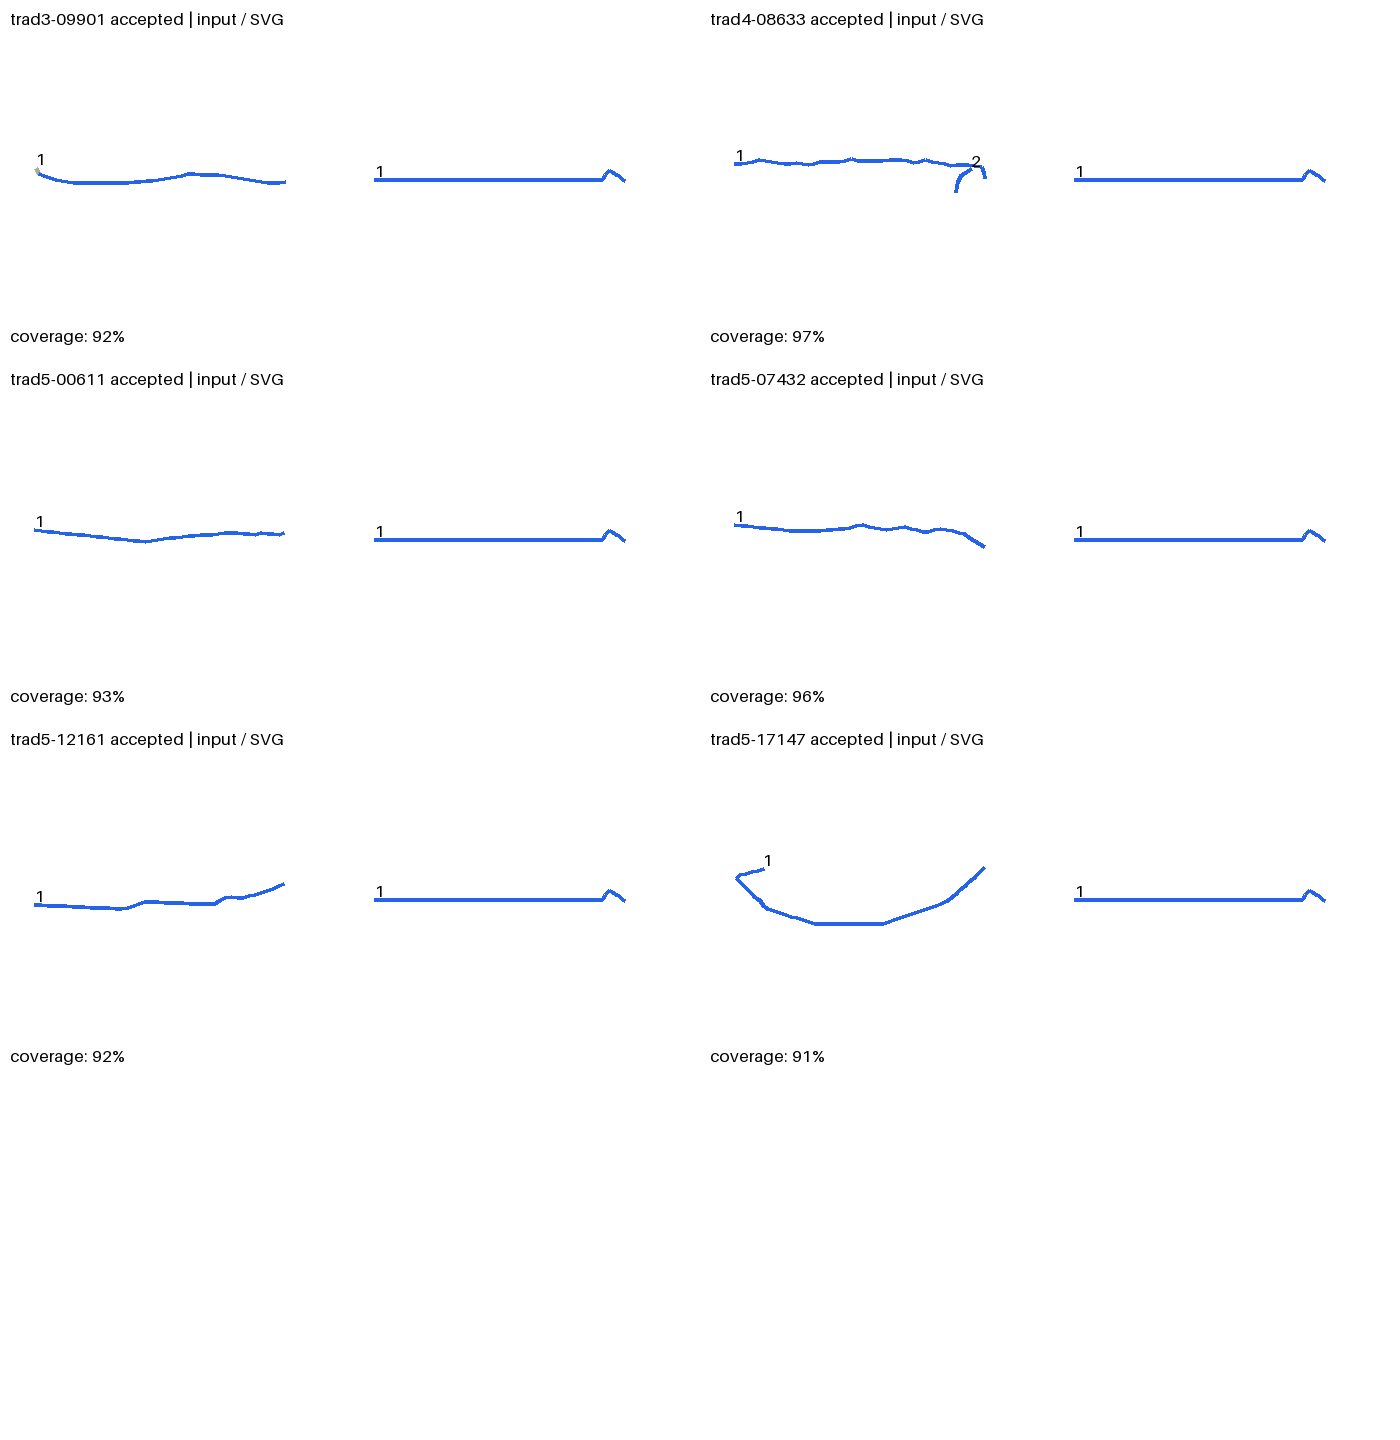 trad3-09901 accepted | input / SVG
trad4-08633 accepted | input / SVG
1
1
1
2
1
coverage: 92%
coverage: 97%
trad5-00611 accepted | input / SVG
trad5-07432 accepted | input / SVG
1
1
1
1
coverage: 93%
coverage: 96%
trad5-12161 accepted | input / SVG
trad5-17147 accepted | input / SVG
1
1
1
1
coverage: 92%
coverage: 91%